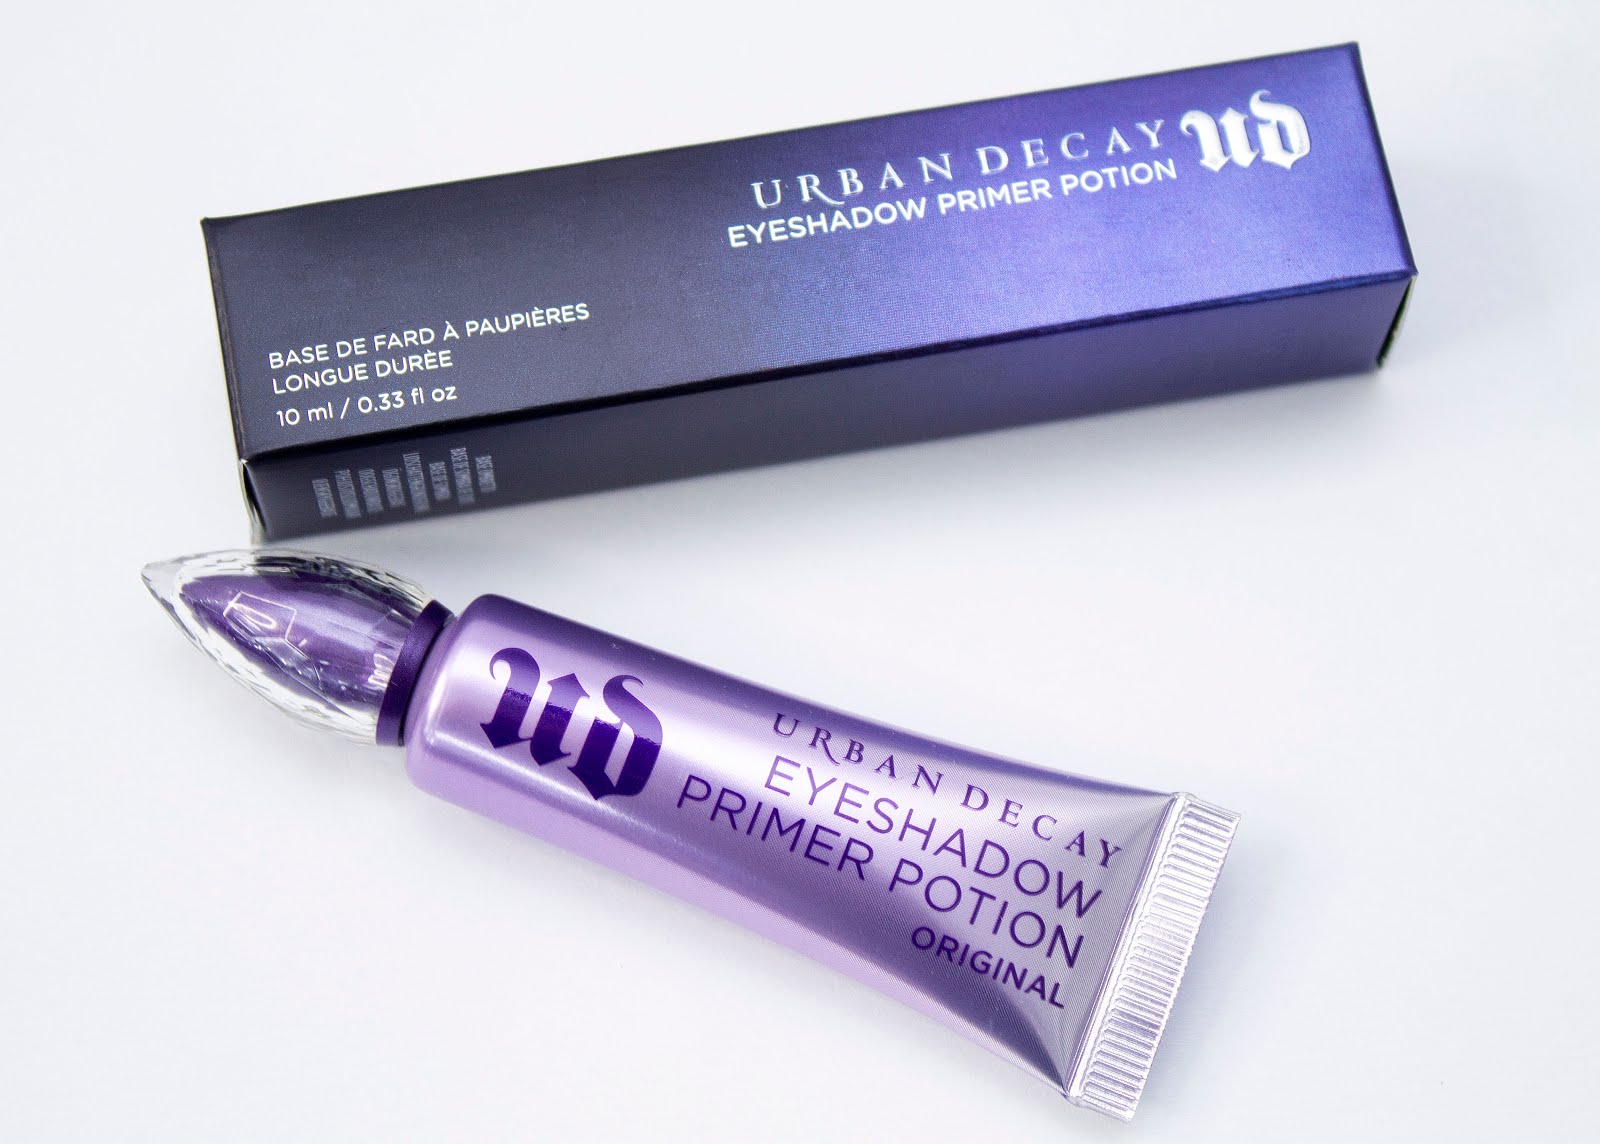 URBAN DECAY UD
EYESHADOW PRIMER POTION
BASE DE FARD À PAUPIÈRES
LONGUE DURÈE
10 ml / 0.33 fl oz
UD
URBAN DECAY
EYESHADOW
PRIMER POTION
ORIGINAL